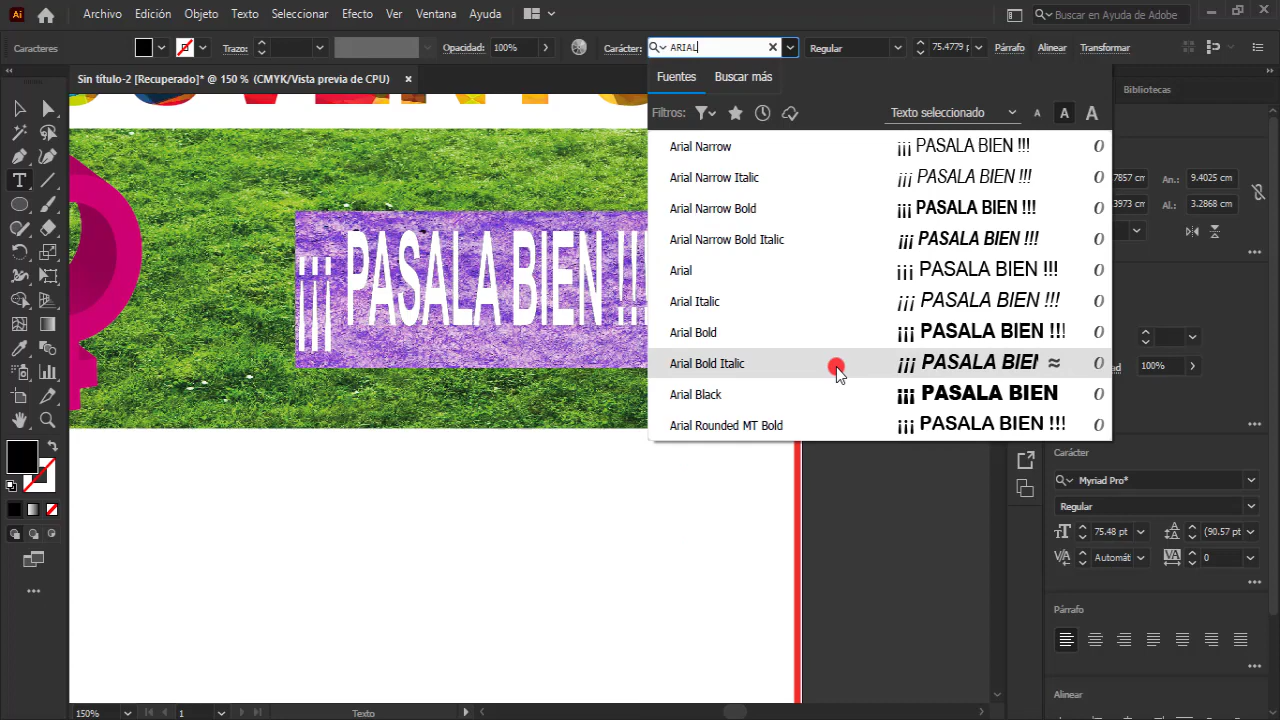 Ai Archivo Edición Objeto Texto Seleccionar Efecto Ver Ventana Ayuda Buscar en Ayuda de Adobe
Caracteres Trazo: Opacidad: 100% Carácter: ARIAL Regular 75.4779 p Párrafo Alinear Transformar
Sin título-2 [Recuperado]* @ 150 % (CMYK/Vista previa de CPU)
Fuentes Buscar más
Bibliotecas
Filtros: Texto seleccionado A A A
Arial Narrow ¡¡¡ PASALA BIEN !!! O
Arial Narrow Italic ¡¡¡ PASALA BIEN !!! O
7857 cm An.: 9.4025 cm
Arial Narrow Bold ¡¡¡ PASALA BIEN !!! O
3973 cm Al.: 3.2868 cm
Arial Narrow Bold Italic ¡¡¡ PASALA BIEN !!! O
Arial ¡¡¡ PASALA BIEN !!! O
¡¡¡ PASALA BIEN !!!
Arial Italic ¡¡¡ PASALA BIEN !!! O
Arial Bold ¡¡¡ PASALA BIEN !!! O
Arial Bold Italic ¡¡¡ PASALA BIEN ≈ O
100%
Arial Black ¡¡¡ PASALA BIEN O
Arial Rounded MT Bold ¡¡¡ PASALA BIEN !!! O
Carácter
Myriad Pro*
Regular
75.48 pt (90.57 pt
Automát 0
Párrafo
Alinear
150% 1 Texto